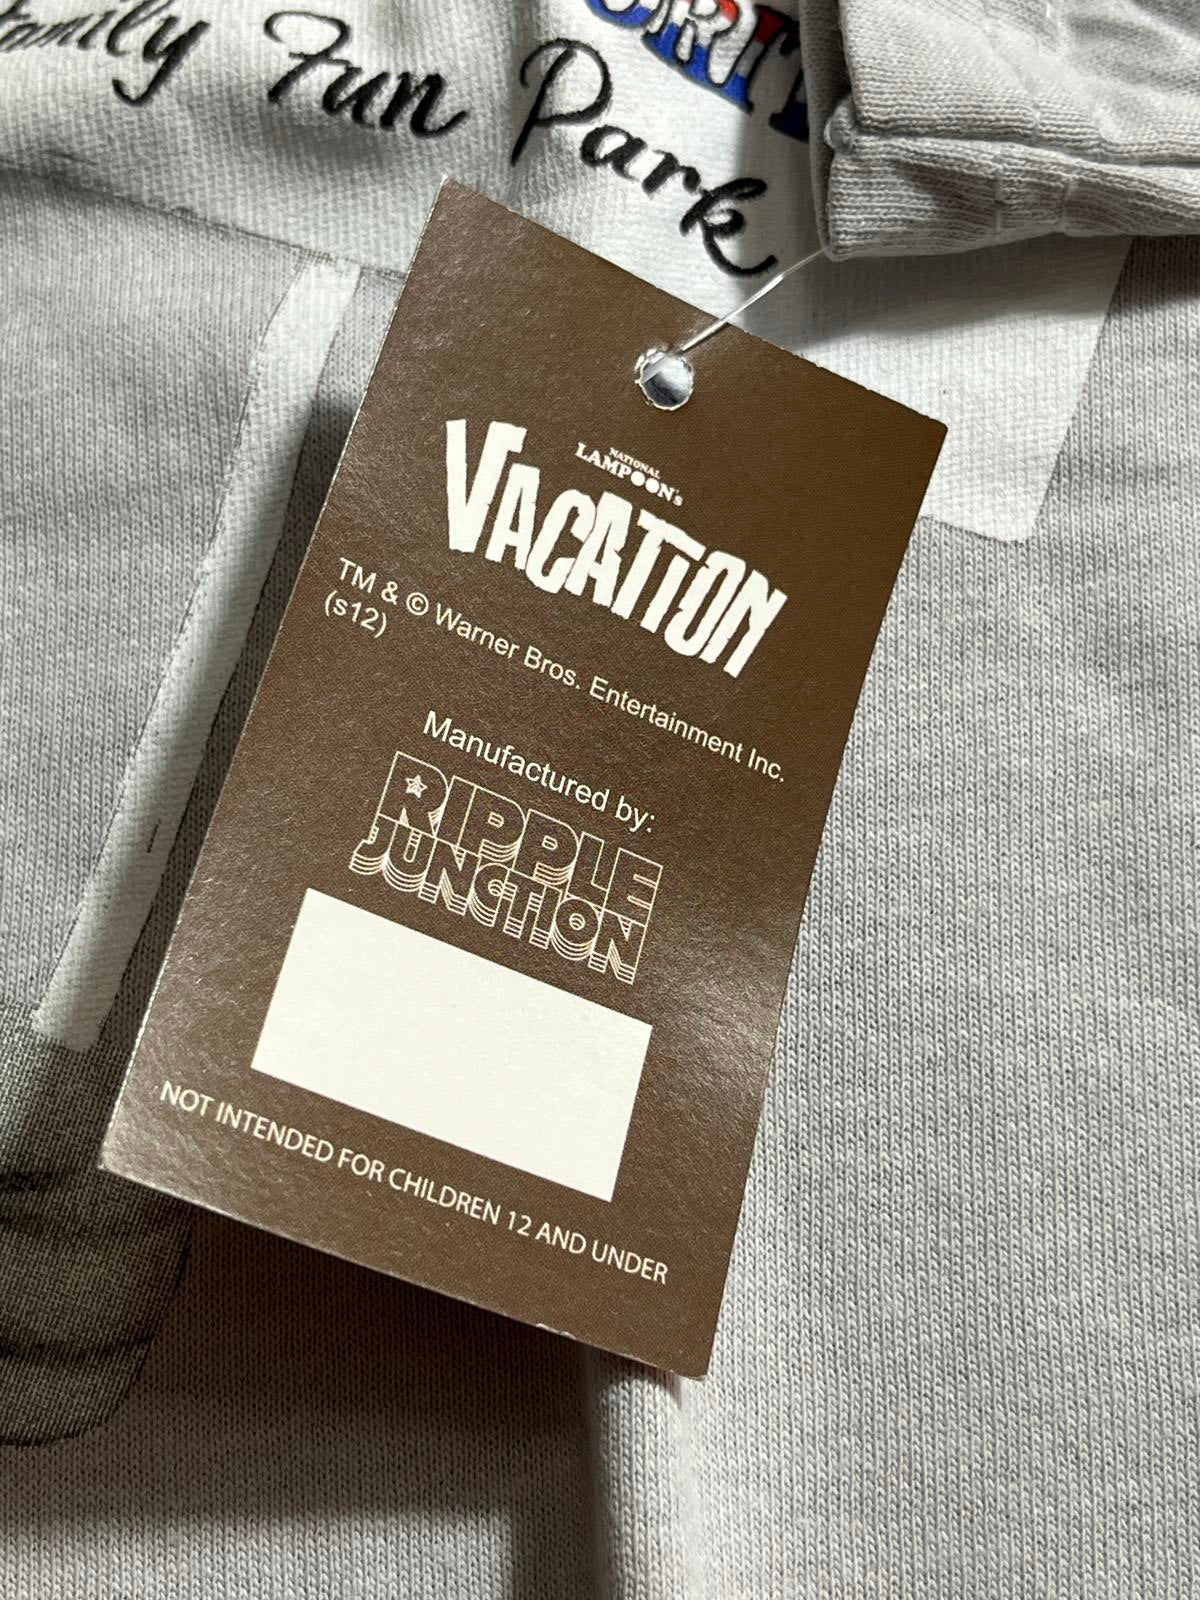 Family Fun Park
NATIONAL
LAMPOON's
VACATION
TM & © Warner Bros. Entertainment Inc.
(s12)
Manufactured by:
RIPPLE
JUNCTION
NOT INTENDED FOR CHILDREN 12 AND UNDER